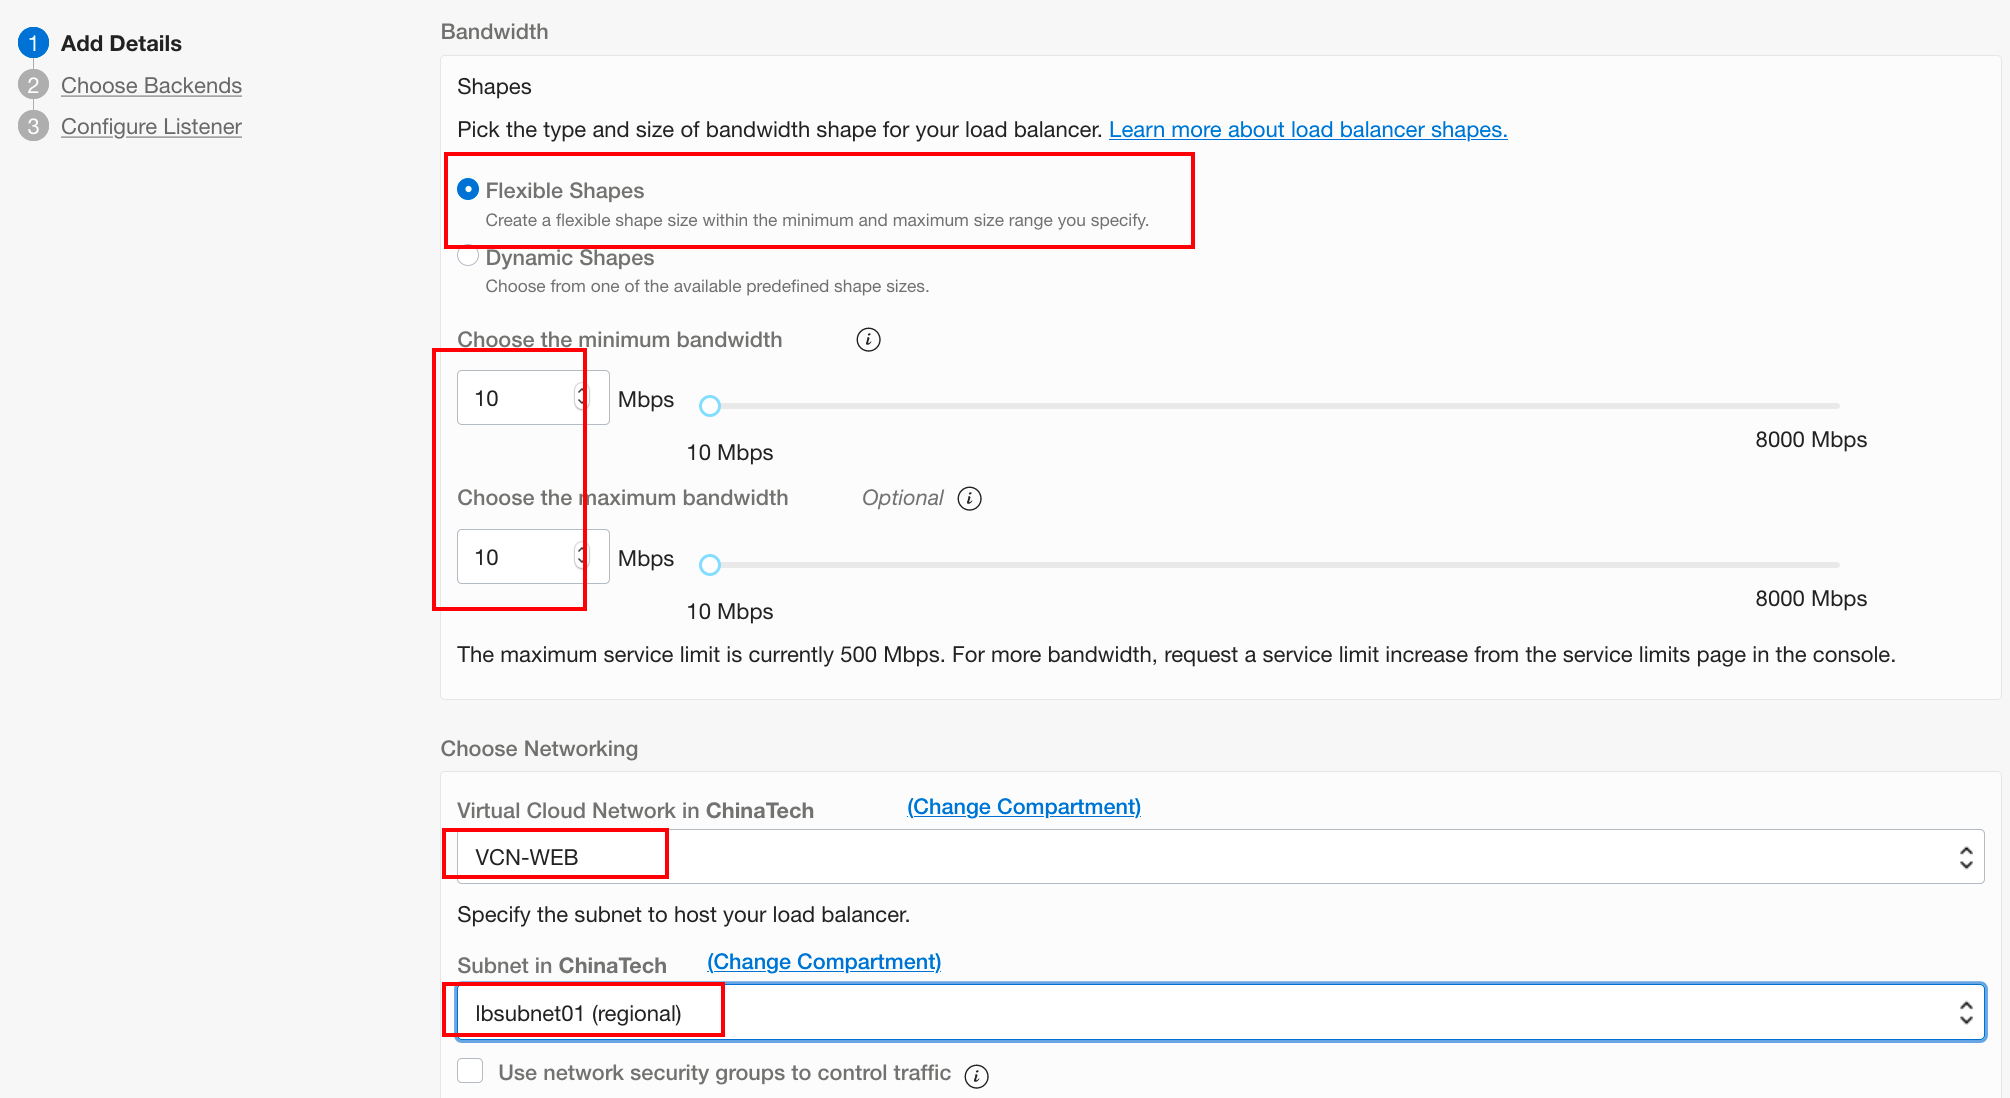 1 Add Details
2 Choose Backends
3 Configure Listener
Bandwidth
Shapes
Pick the type and size of bandwidth shape for your load balancer. Learn more about load balancer shapes.
Flexible Shapes
Create a flexible shape size within the minimum and maximum size range you specify.
Dynamic Shapes
Choose from one of the available predefined shape sizes.
Choose the minimum bandwidth i
10 Mbps
10 Mbps 8000 Mbps
Choose the maximum bandwidth Optional i
10 Mbps
10 Mbps 8000 Mbps
The maximum service limit is currently 500 Mbps. For more bandwidth, request a service limit increase from the service limits page in the console.
Choose Networking
Virtual Cloud Network in ChinaTech (Change Compartment)
VCN-WEB
Specify the subnet to host your load balancer.
Subnet in ChinaTech (Change Compartment)
lbsubnet01 (regional)
Use network security groups to control traffic i